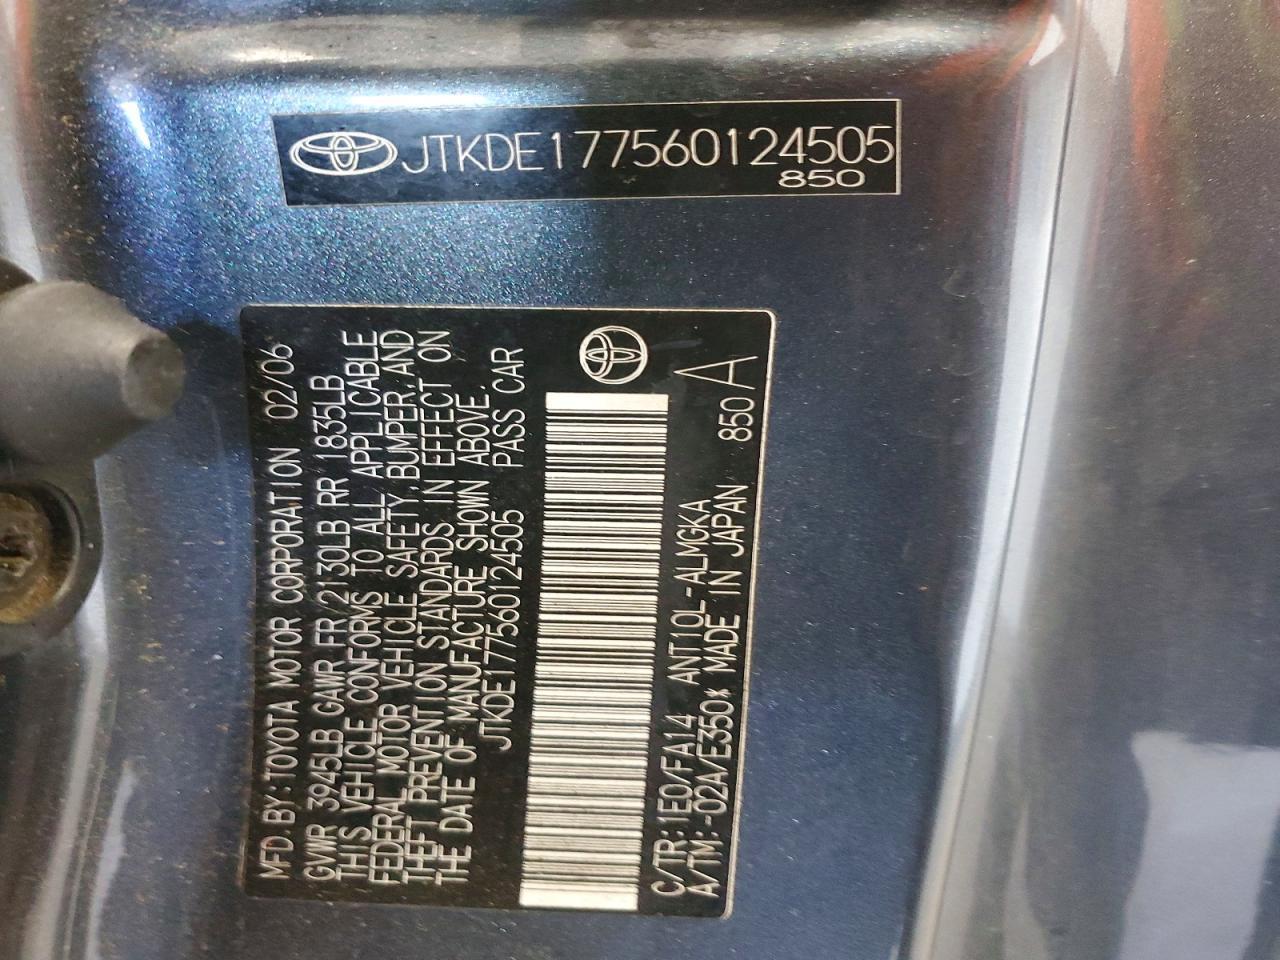 JTKDE177560124505
850
MFD.BY:TOYOTA MOTOR CORPORATION 02/06
GVWR 3945LB GAWR FR/2130LB RR 1835LB
THIS VEHICLE CONFORMS TO ALL APPLICABLE
FEDERAL MOTOR VEHICLE SAFETY,BUMPER,AND
THEFT PREVENTION STANDARDS IN EFFECT ON
THE DATE OF MANUFACTURE SHOWN ABOVE.
JTKDE177560124505 PASS CAR
C/TR:1E0/FA14 ANT10L-ALMGKA
A/TM:-02A/E350* MADE IN JAPAN 850 A